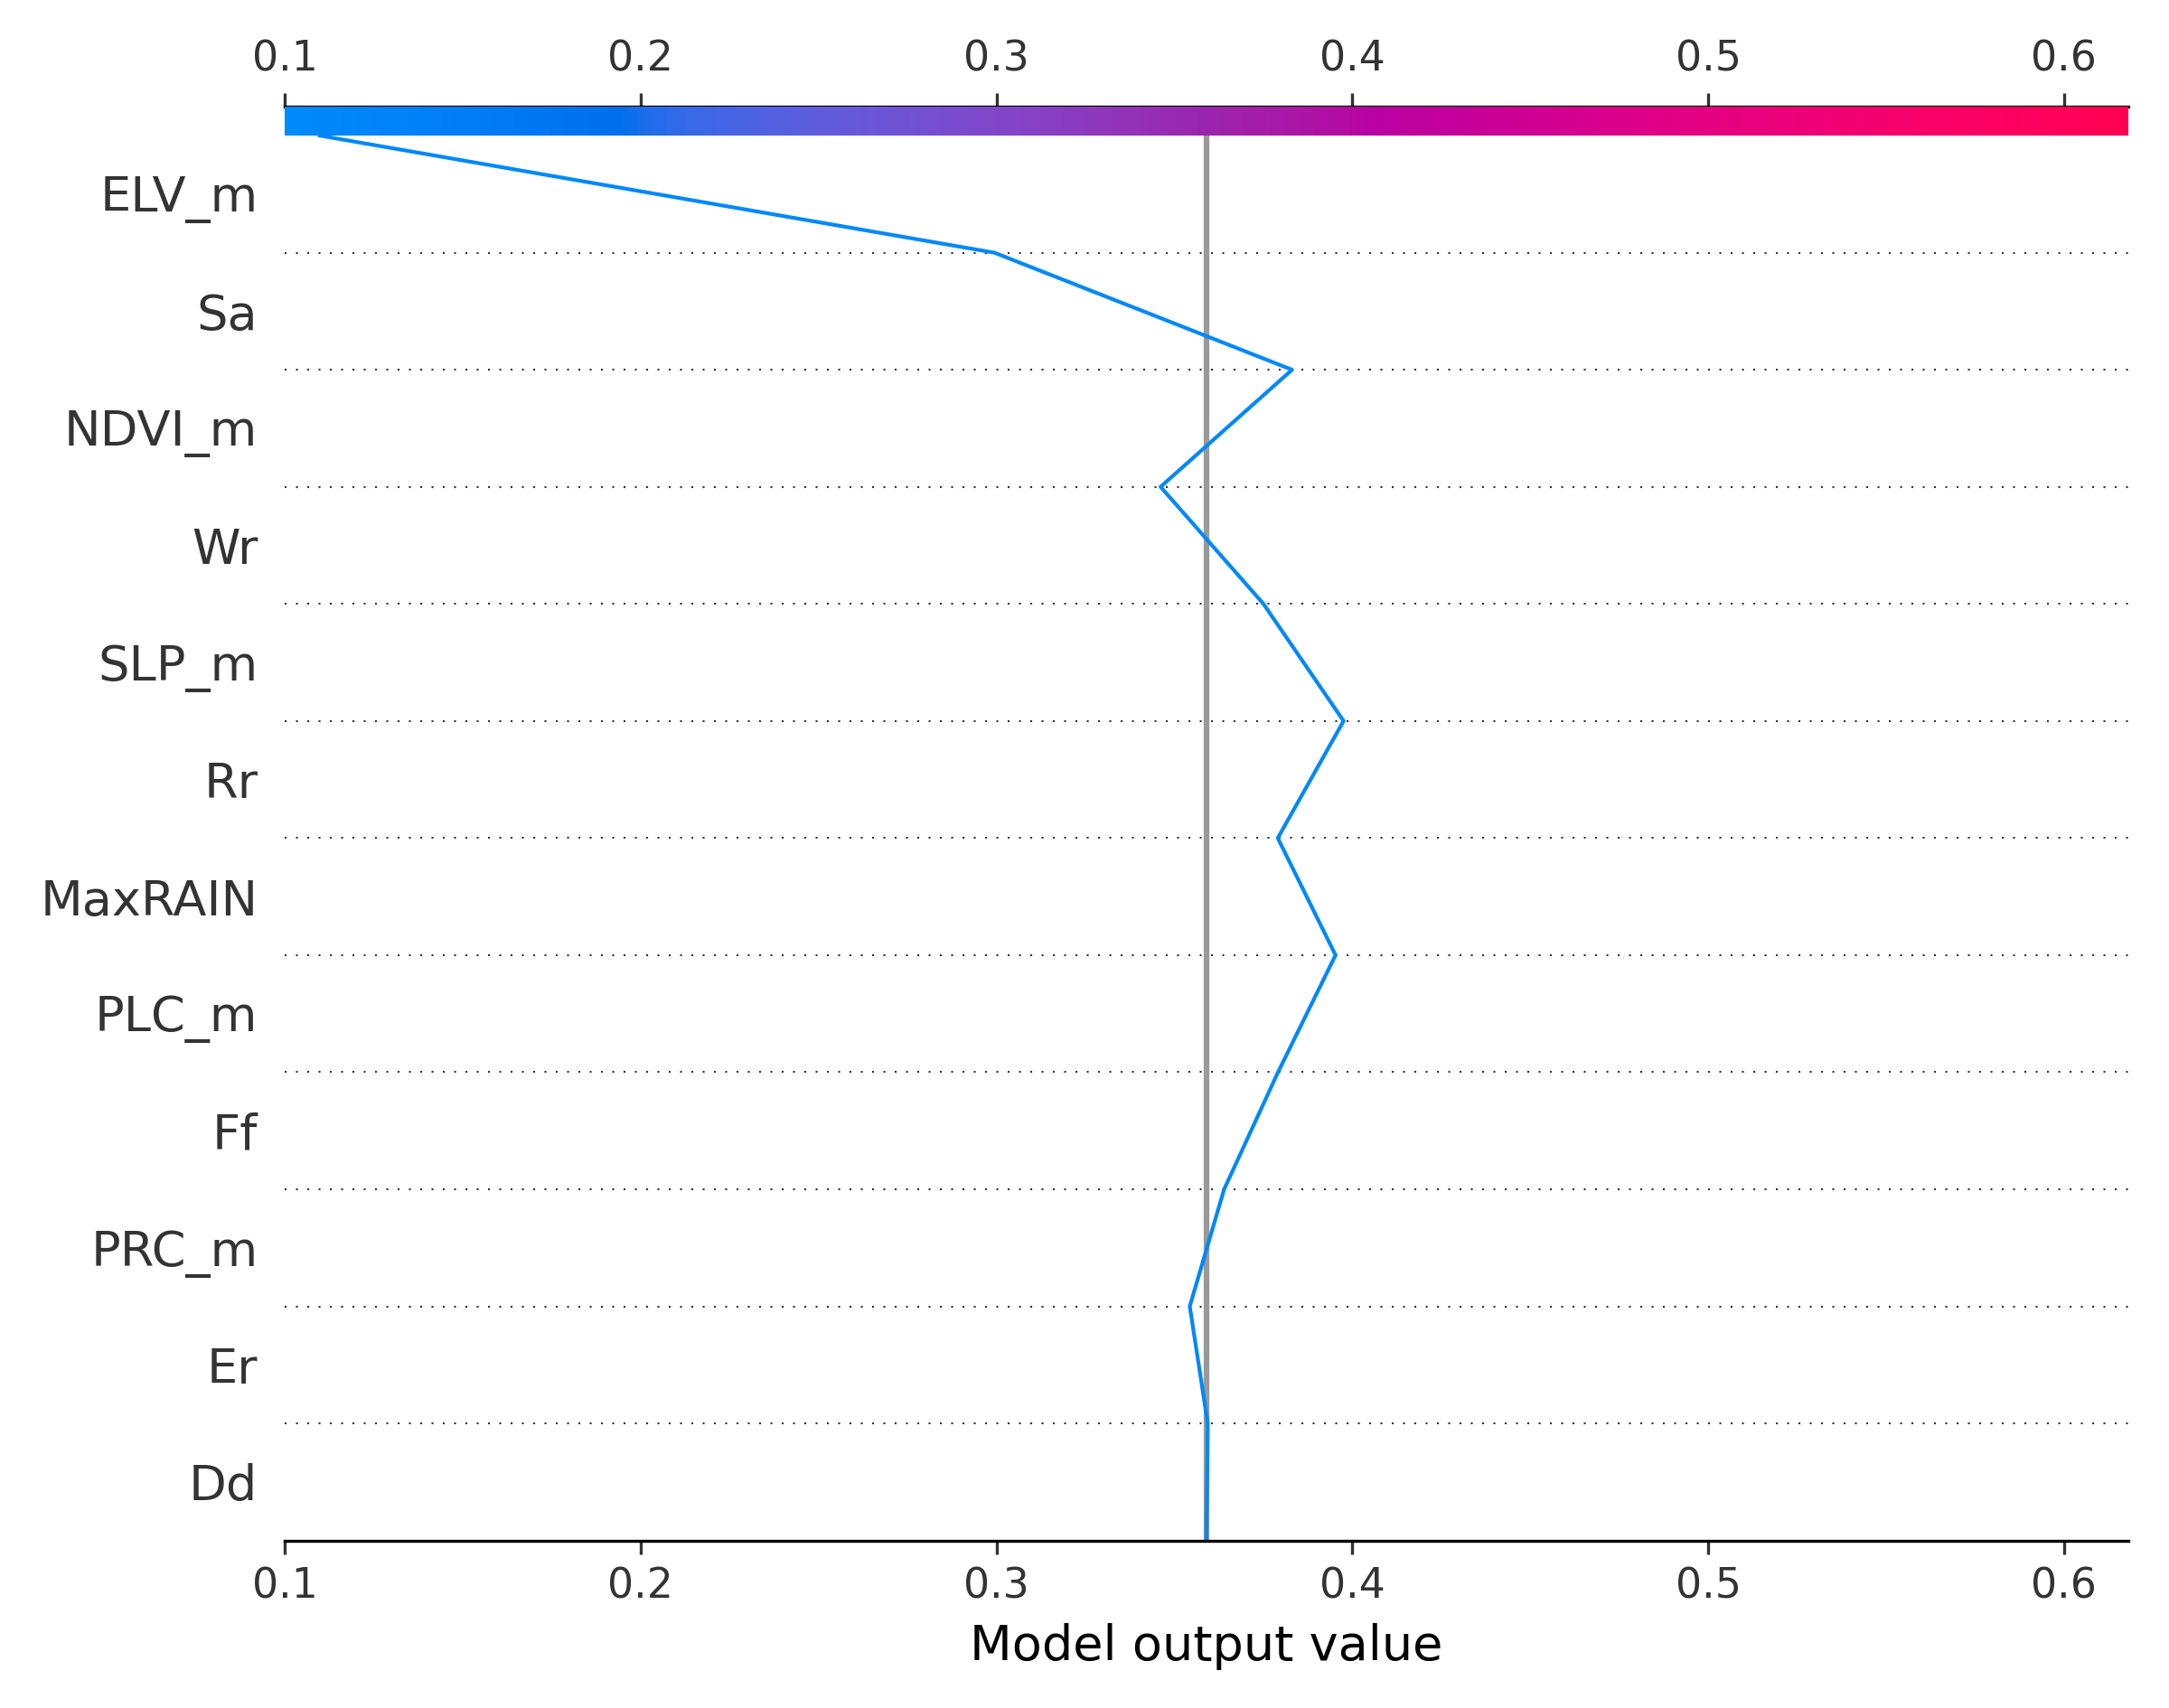 0.1 0.2 0.3 0.4 0.5 0.6
ELV_m
Sa
NDVI_m
Wr
SLP_m
Rr
MaxRAIN
PLC_m
Ff
PRC_m
Er
Dd
0.1 0.2 0.3 0.4 0.5 0.6
Model output value